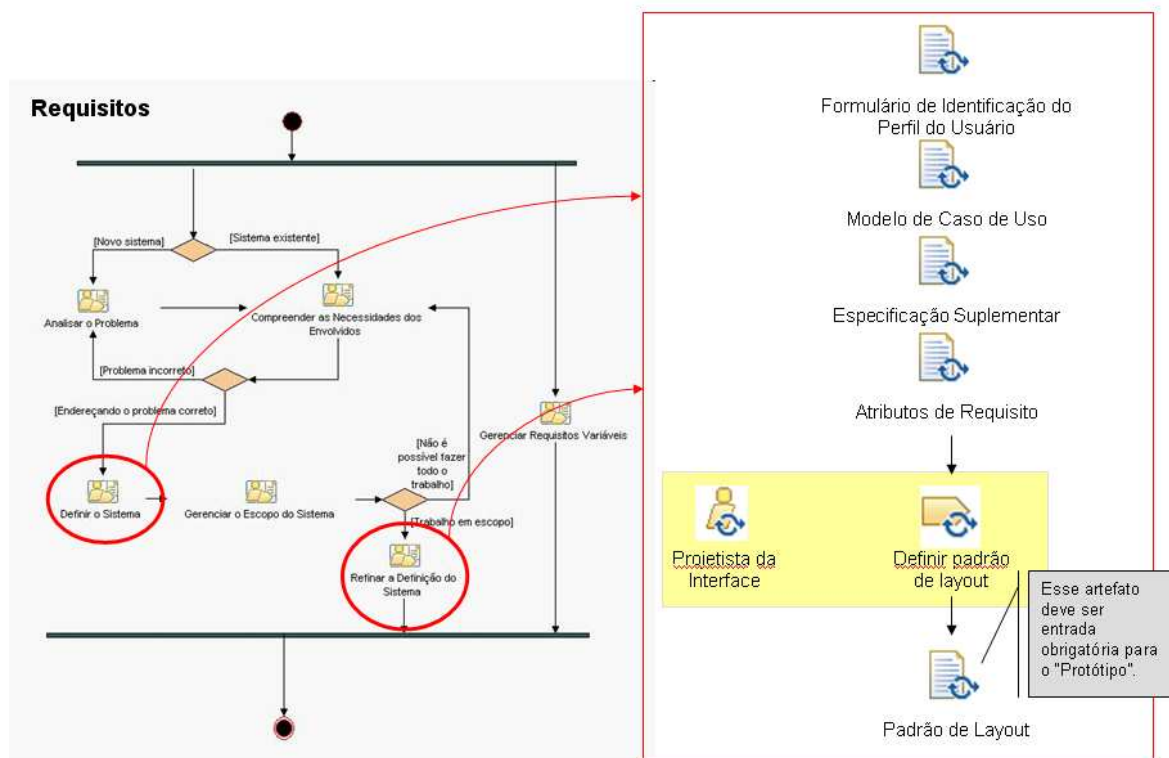 Requisitos
[Novo sistema]
[Sistema existente]
Analisar o Problema
Compreender as Necessidades dos
Envolvidos
[Problema incorreto]
[Endereçando o problema correto]
Gerenciar Requisitos Variáveis
[Não é
possível fazer
todo o
trabalho]
Definir o Sistema
Gerenciar o Escopo do Sistema
[Trabalho em escopo]
Refinar a Definição do
Sistema
Formulário de Identificação do
Perfil do Usuário
Modelo de Caso de Uso
Especificação Suplementar
Atributos de Requisito
Projetista da
Interface
Definir padrão
de layout
Esse artefato
deve ser
entrada
obrigatória para
o "Protótipo".
Padrão de Layout